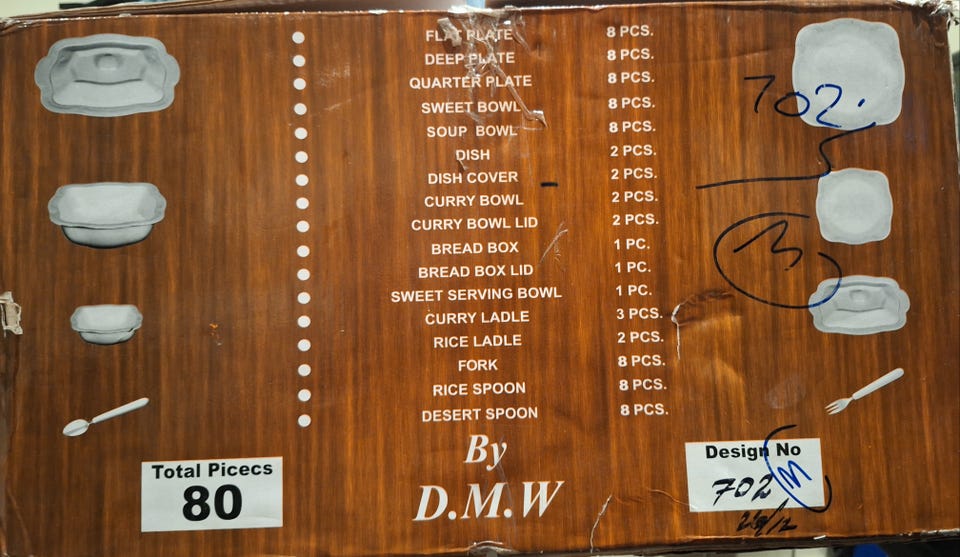 FLAT PLATE 8 PCS.
DEEP PLATE 8 PCS.
QUARTER PLATE 8 PCS.
SWEET BOWL 8 PCS.
SOUP BOWL 8 PCS.
DISH 2 PCS.
DISH COVER 2 PCS.
CURRY BOWL 2 PCS.
CURRY BOWL LID 2 PCS.
BREAD BOX 1 PC.
BREAD BOX LID 1 PC.
SWEET SERVING BOWL 1 PC.
CURRY LADLE 3 PCS.
RICE LADLE 2 PCS.
FORK 8 PCS.
RICE SPOON 8 PCS.
DESERT SPOON 8 PCS.
By
D.M.W
Total Picecs
80
702
M
Design No
702 M